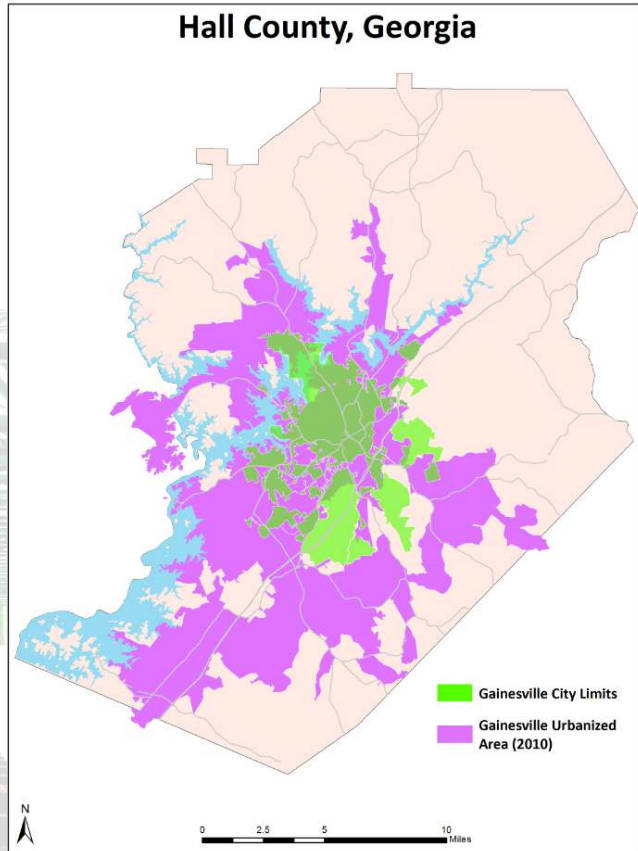 Hall County, Georgia
Gainesville City Limits
Gainesville Urbanized
Area (2010)
N
0 2.5 5 10
Miles